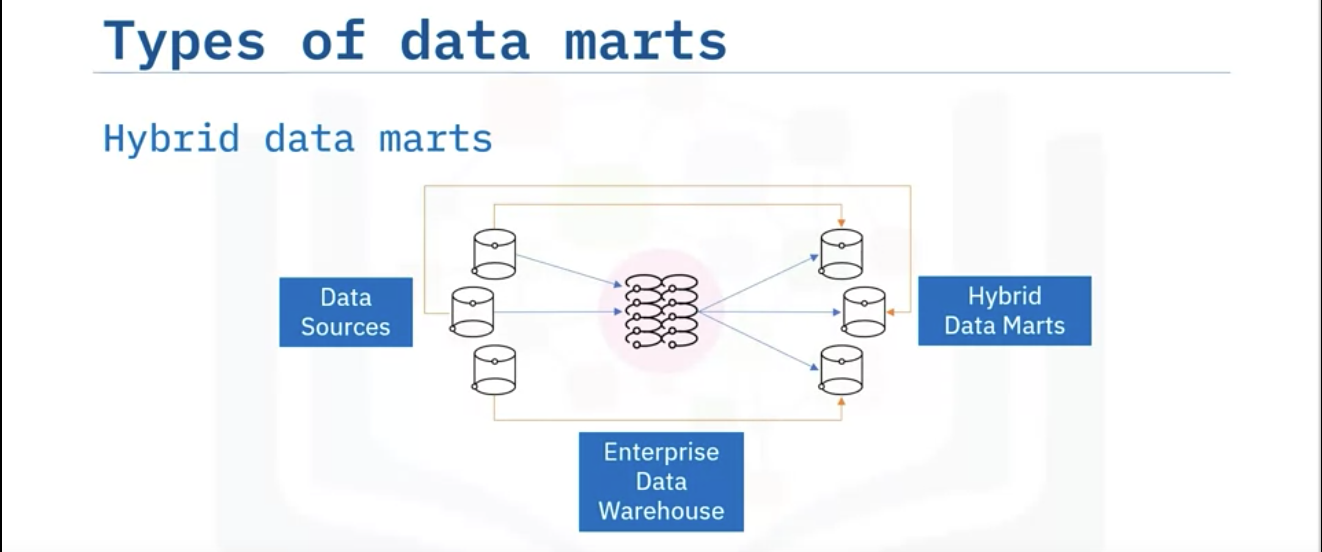 Types of data marts
Hybrid data marts
Data
Sources
Hybrid
Data Marts
Enterprise
Data
Warehouse